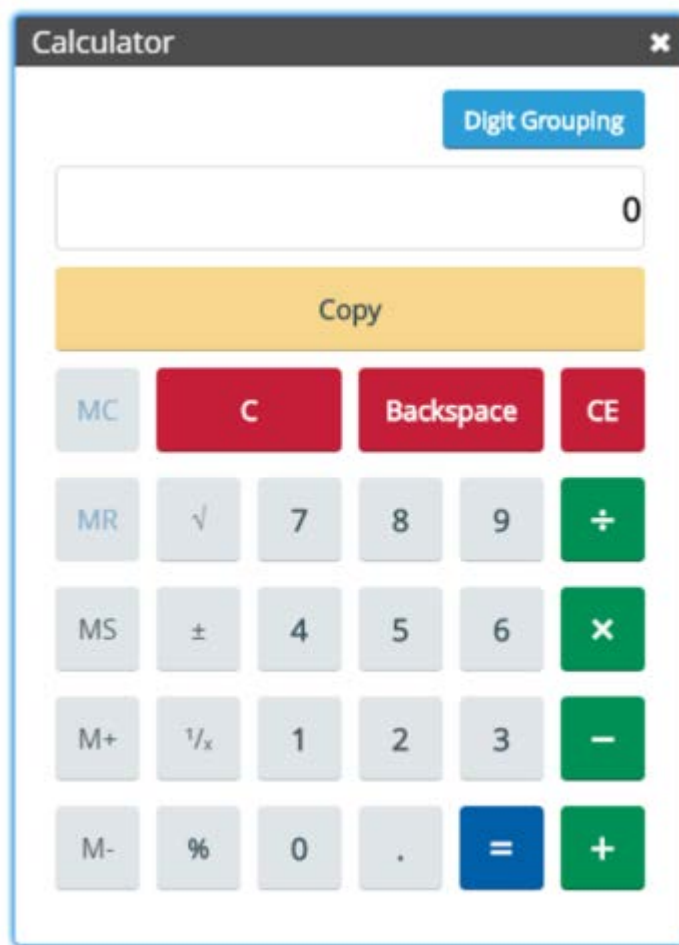 Calculator ✖
Digit Grouping
0
Copy
MC C Backspace CE
MR √ 7 8 9 ÷
MS ± 4 5 6 ×
M+ ¹/ₓ 1 2 3 −
M- % 0 . = +